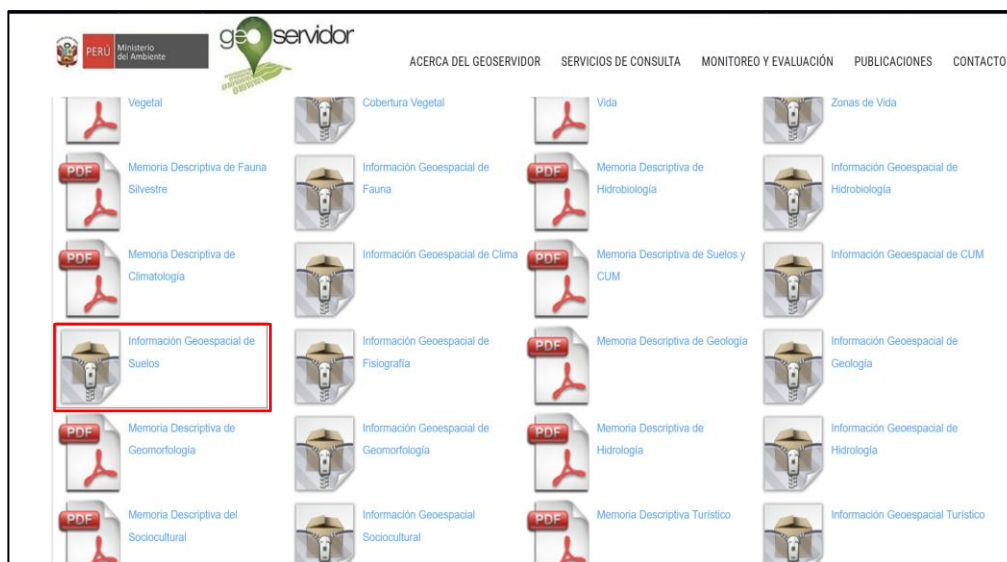 PERÚ
Ministerio
del Ambiente
geoservidor
ACERCA DEL GEOSERVIDOR SERVICIOS DE CONSULTA MONITOREO Y EVALUACIÓN PUBLICACIONES CONTACTO
Vegetal
Cobertura Vegetal
Vida
Zonas de Vida
PDF
Memoria Descriptiva de Fauna
Silvestre
Información Geoespacial de
Fauna
PDF
Memoria Descriptiva de
Hidrobiología
Información Geoespacial de
Hidrobiología
PDF
Memoria Descriptiva de
Climatología
Información Geoespacial de Clima
PDF
Memoria Descriptiva de Suelos y
CUM
Información Geoespacial de CUM
Información Geoespacial de
Suelos
Información Geoespacial de
Fisiografía
PDF
Memoria Descriptiva de Geología
Información Geoespacial de
Geología
PDF
Memoria Descriptiva de
Geomorfología
Información Geoespacial de
Geomorfología
PDF
Memoria Descriptiva de
Hidrología
Información Geoespacial de
Hidrología
PDF
Memoria Descriptiva del
Sociocultural
Información Geoespacial
Sociocultural
PDF
Memoria Descriptiva Turístico
Información Geoespacial Turístico